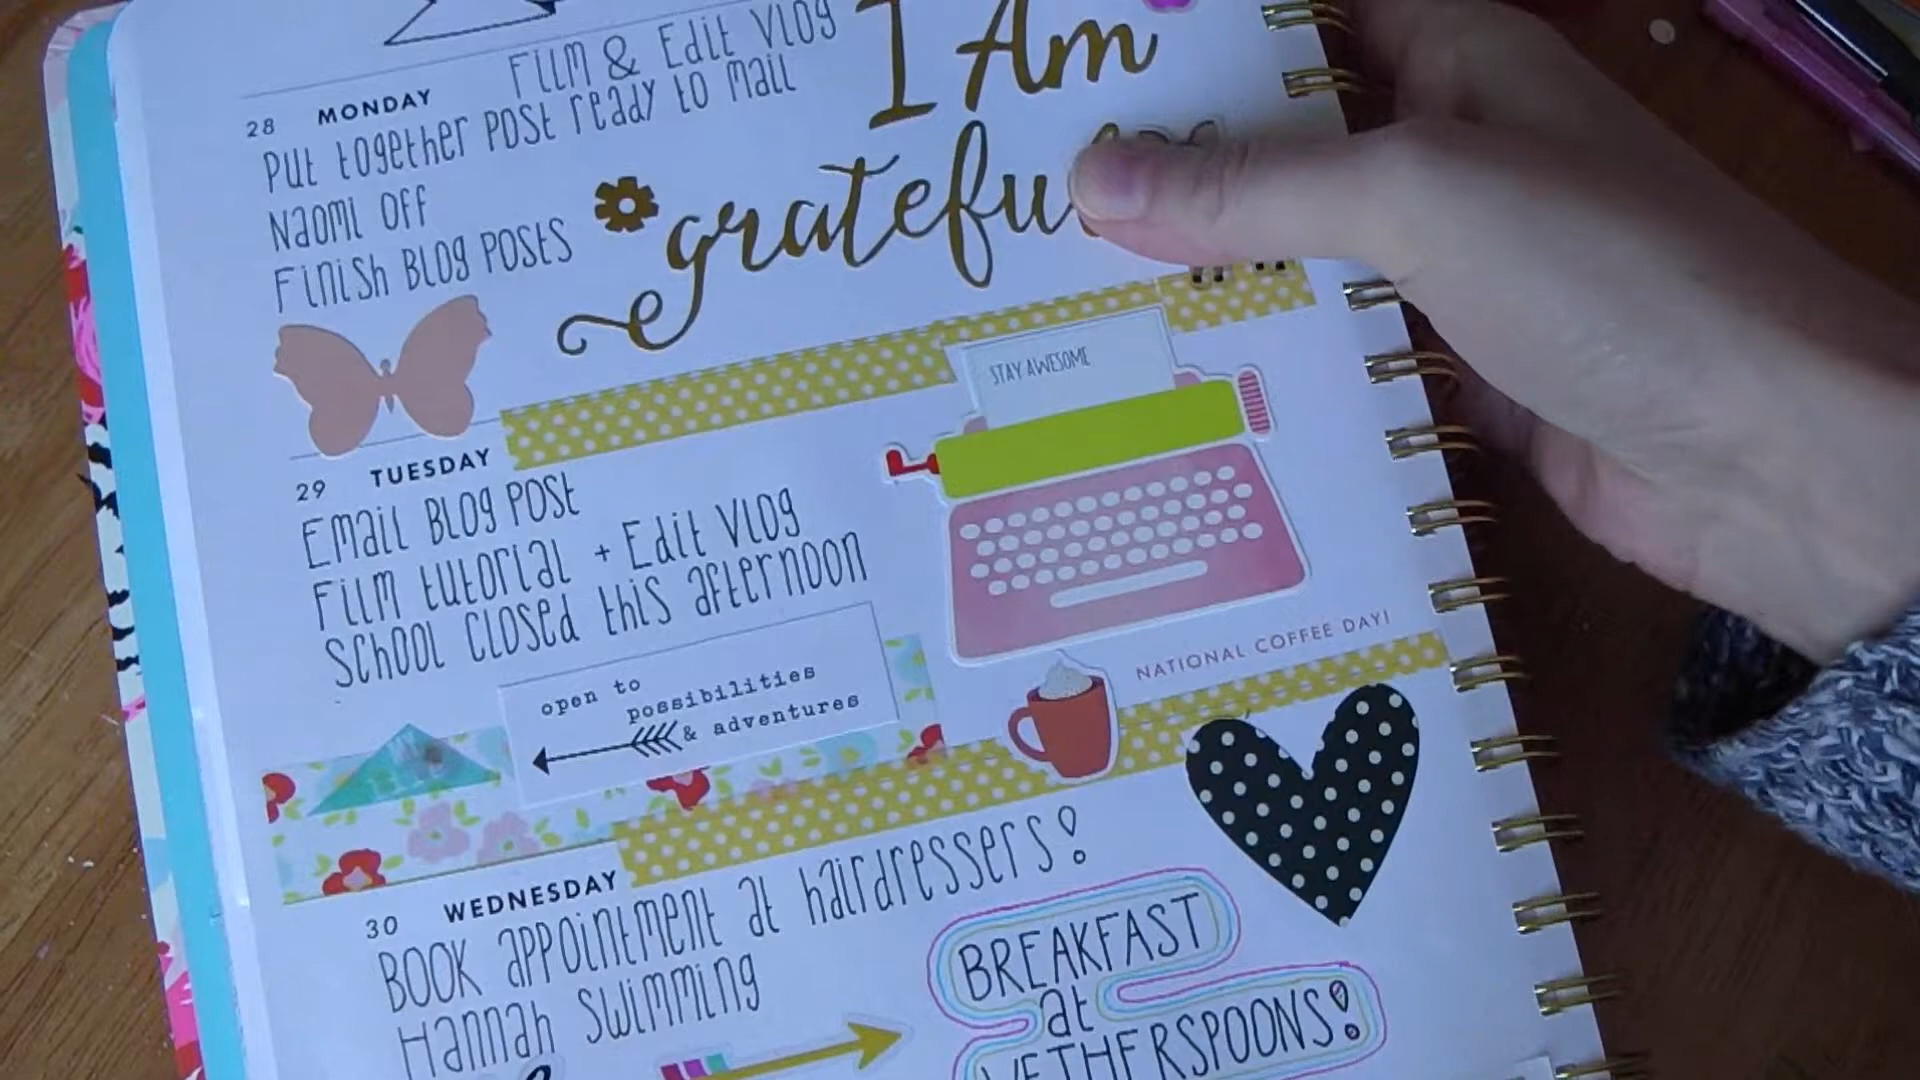 FILM & EdIt VLOG
28 MONDAY
Put together Post ready to mail
Naomi OFF
Finish BLOG POSTS
I Am
grateful
STAY AWESOME
29 TUESDAY
Email BLOG POST
Film tutorial + Edit VLOG
School closed this afternoon
NATIONAL COFFEE DAY!
open to
possibilities
& adventures
30 WEDNESDAY
BOOK appointment at hairdressers!
Hannah Swimming
BREAKFAST
at
WETHERSPOONS!